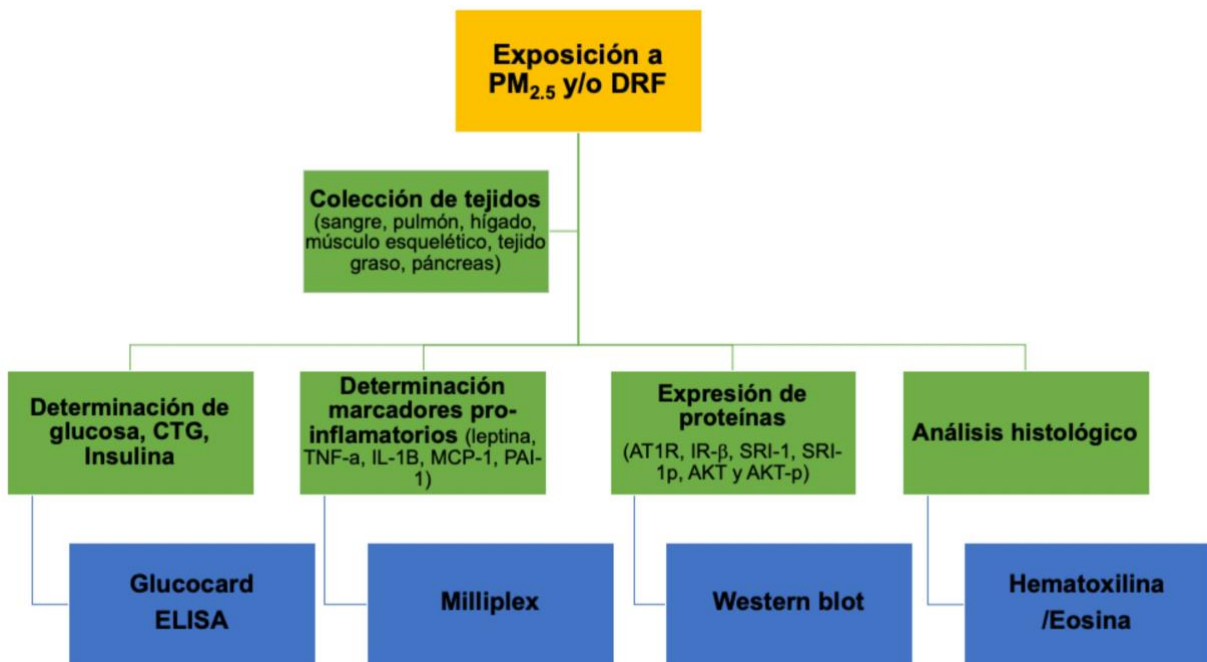 Exposición a
PM2.5 y/o DRF
Colección de tejidos
(sangre, pulmón, hígado,
músculo esquelético, tejido
graso, páncreas)
Determinación de
glucosa, CTG,
Insulina
Determinación
marcadores pro-
inflamatorios (leptina,
TNF-a, IL-1B, MCP-1, PAI-
1)
Expresión de
proteínas
(AT1R, IR-β, SRI-1, SRI-
1p, AKT y AKT-p)
Análisis histológico
Glucocard
ELISA
Milliplex
Western blot
Hematoxilina
/Eosina